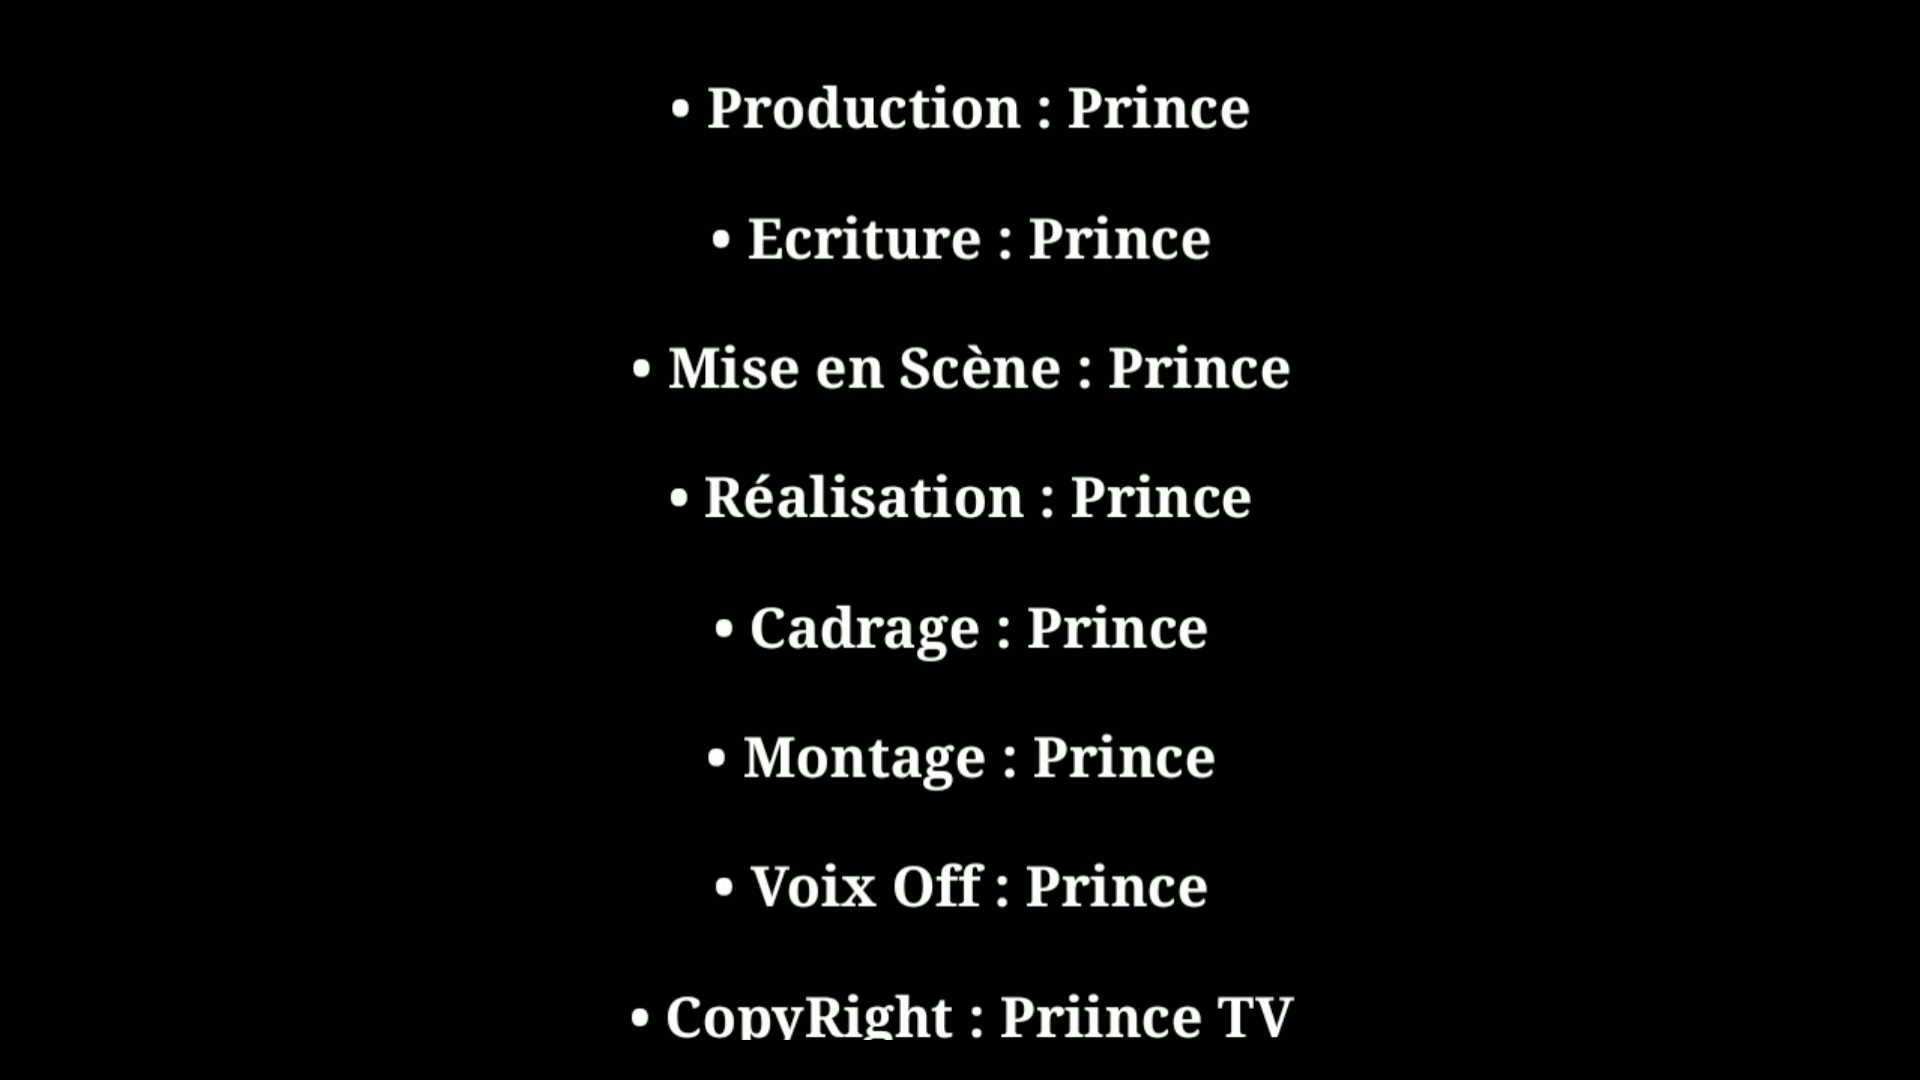 • Production : Prince
• Ecriture : Prince
• Mise en Scène : Prince
• Réalisation : Prince
• Cadrage : Prince
• Montage : Prince
• Voix Off : Prince
• CopyRight : Priince TV